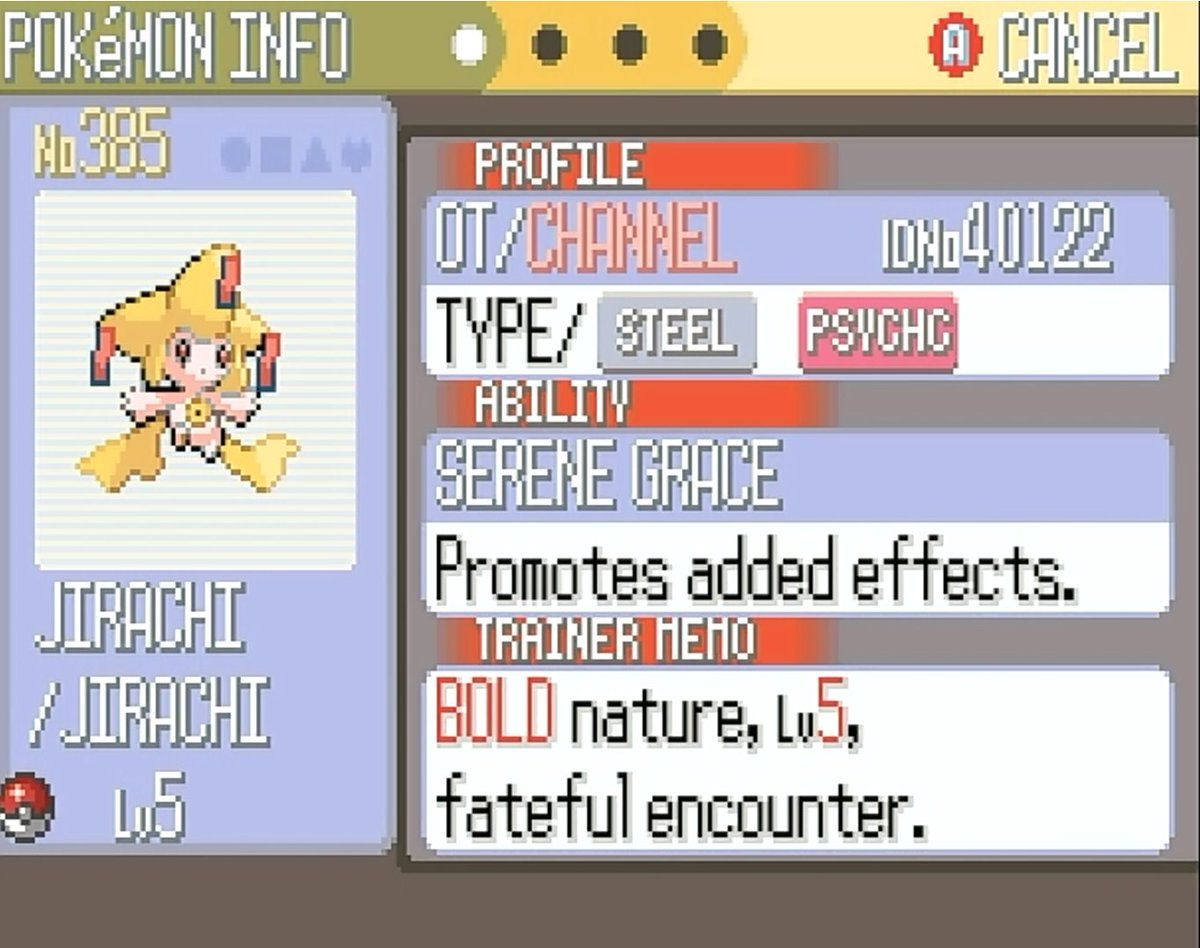 POKéMON INFO
A CANCEL
No385
PROFILE
OT/CHANNEL
IDNo40122
TYPE/ STEEL PSYCHC
ABILITY
SERENE GRACE
Promotes added effects.
TRAINER MEMO
BOLD nature, Lv5,
fateful encounter.
JIRACHI
/JIRACHI
Lv5